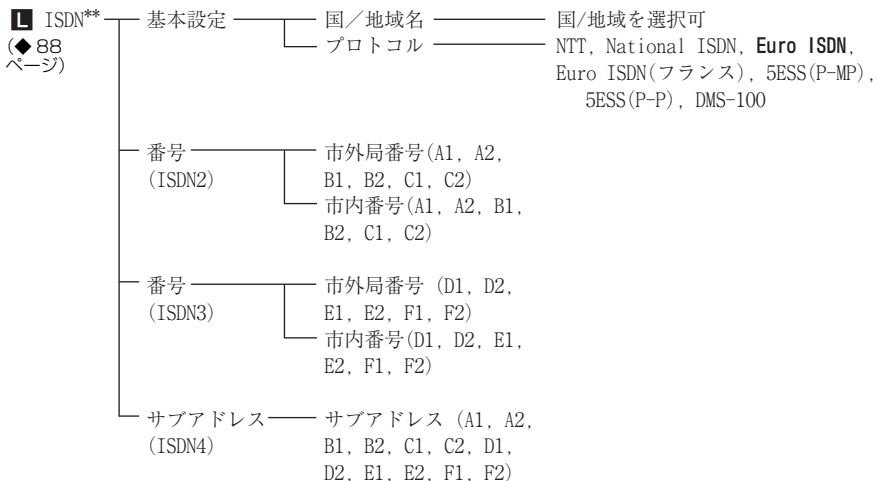 L ISDN** 基本設定 国／地域名 国/地域を選択可
(◆88
ページ)
プロトコル NTT, National ISDN, Euro ISDN,
Euro ISDN(フランス), 5ESS(P-MP),
5ESS(P-P), DMS-100
番号
(ISDN2)
市外局番号(A1, A2,
B1, B2, C1, C2)
市内番号(A1, A2, B1,
B2, C1, C2)
番号
(ISDN3)
市外局番号 (D1, D2,
E1, E2, F1, F2)
市内番号(D1, D2, E1,
E2, F1, F2)
サブアドレス
(ISDN4)
サブアドレス (A1, A2,
B1, B2, C1, C2, D1,
D2, E1, E2, F1, F2)